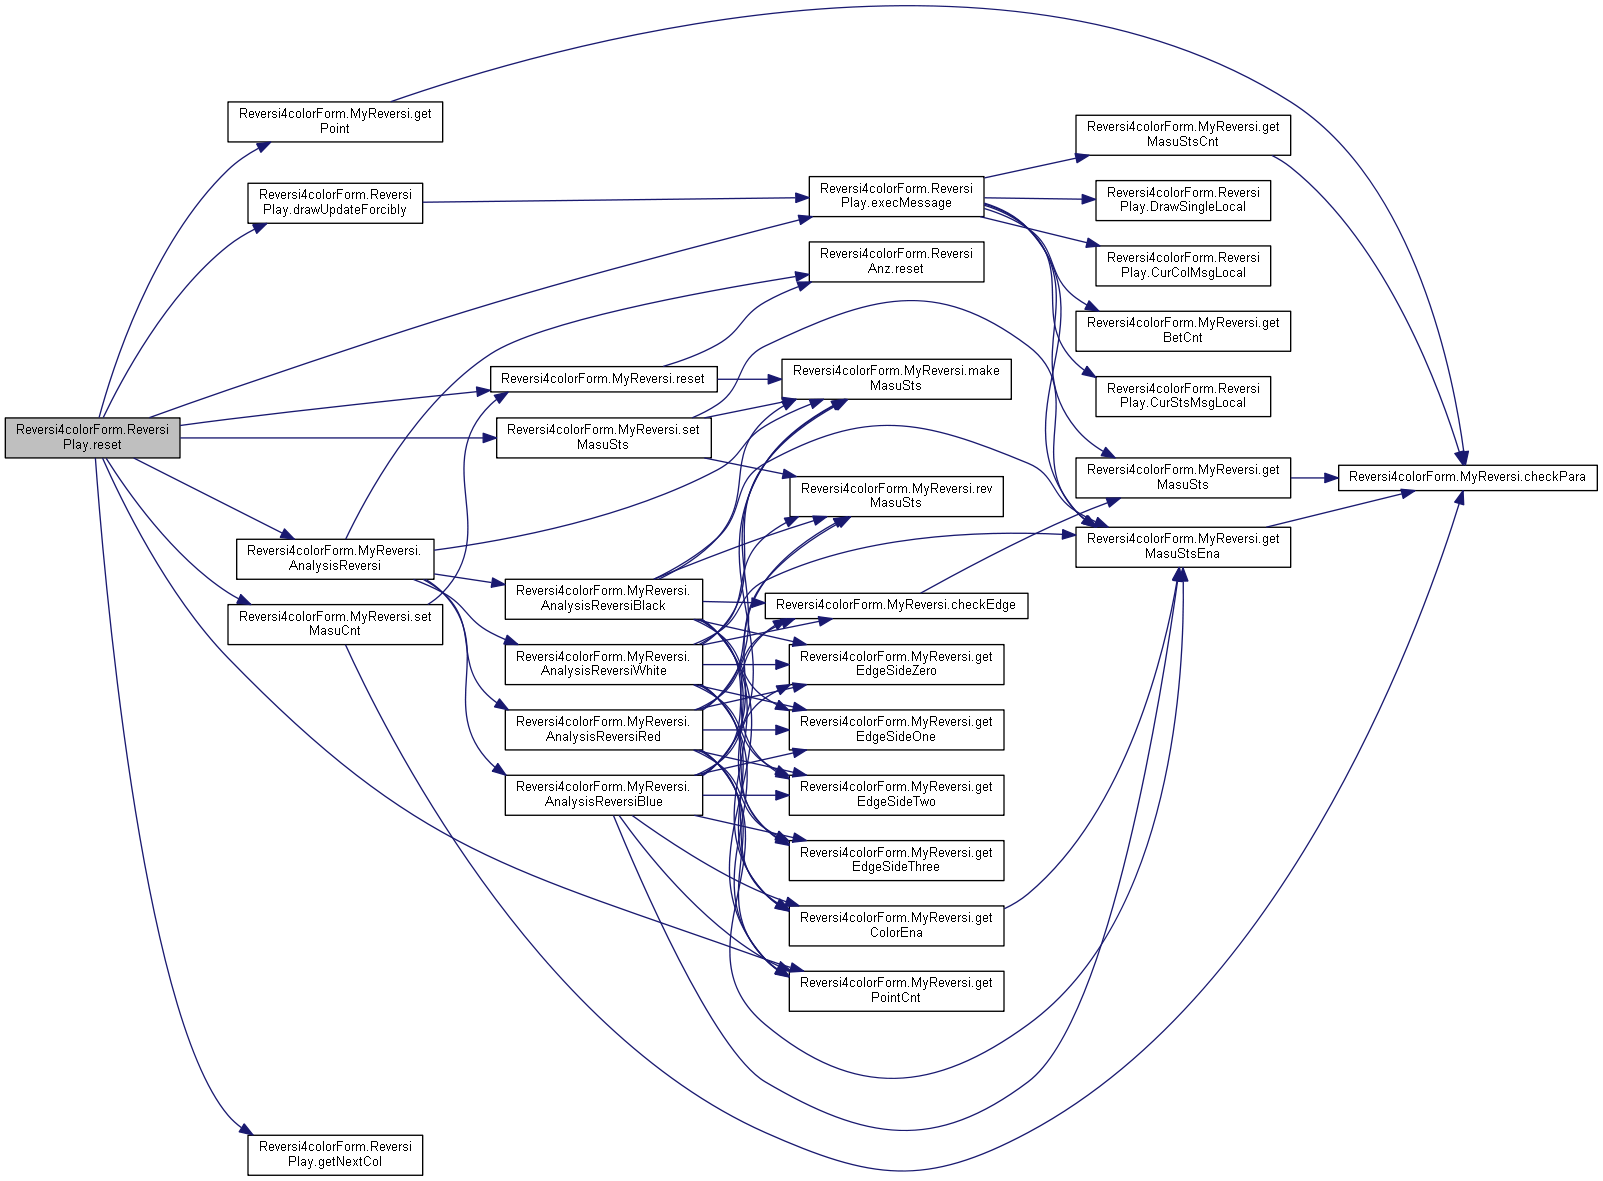 Reversi4colorForm.Reversi
Play.reset
Reversi4colorForm.MyReversi.get
Point
Reversi4colorForm.Reversi
Play.drawUpdateForcibly
Reversi4colorForm.MyReversi.
AnalysisReversi
Reversi4colorForm.MyReversi.set
MasuCnt
Reversi4colorForm.Reversi
Play.getNextCol
Reversi4colorForm.MyReversi.reset
Reversi4colorForm.MyReversi.set
MasuSts
Reversi4colorForm.MyReversi.
AnalysisReversiBlack
Reversi4colorForm.MyReversi.
AnalysisReversiWhite
Reversi4colorForm.MyReversi.
AnalysisReversiRed
Reversi4colorForm.MyReversi.
AnalysisReversiBlue
Reversi4colorForm.Reversi
Play.execMessage
Reversi4colorForm.Reversi
Anz.reset
Reversi4colorForm.MyReversi.make
MasuSts
Reversi4colorForm.MyReversi.rev
MasuSts
Reversi4colorForm.MyReversi.checkEdge
Reversi4colorForm.MyReversi.get
EdgeSideZero
Reversi4colorForm.MyReversi.get
EdgeSideOne
Reversi4colorForm.MyReversi.get
EdgeSideTwo
Reversi4colorForm.MyReversi.get
EdgeSideThree
Reversi4colorForm.MyReversi.get
ColorEna
Reversi4colorForm.MyReversi.get
PointCnt
Reversi4colorForm.MyReversi.get
MasuStsCnt
Reversi4colorForm.Reversi
Play.DrawSingleLocal
Reversi4colorForm.Reversi
Play.CurColMsgLocal
Reversi4colorForm.MyReversi.get
BetCnt
Reversi4colorForm.Reversi
Play.CurStsMsgLocal
Reversi4colorForm.MyReversi.get
MasuSts
Reversi4colorForm.MyReversi.get
MasuStsEna
Reversi4colorForm.MyReversi.checkPara